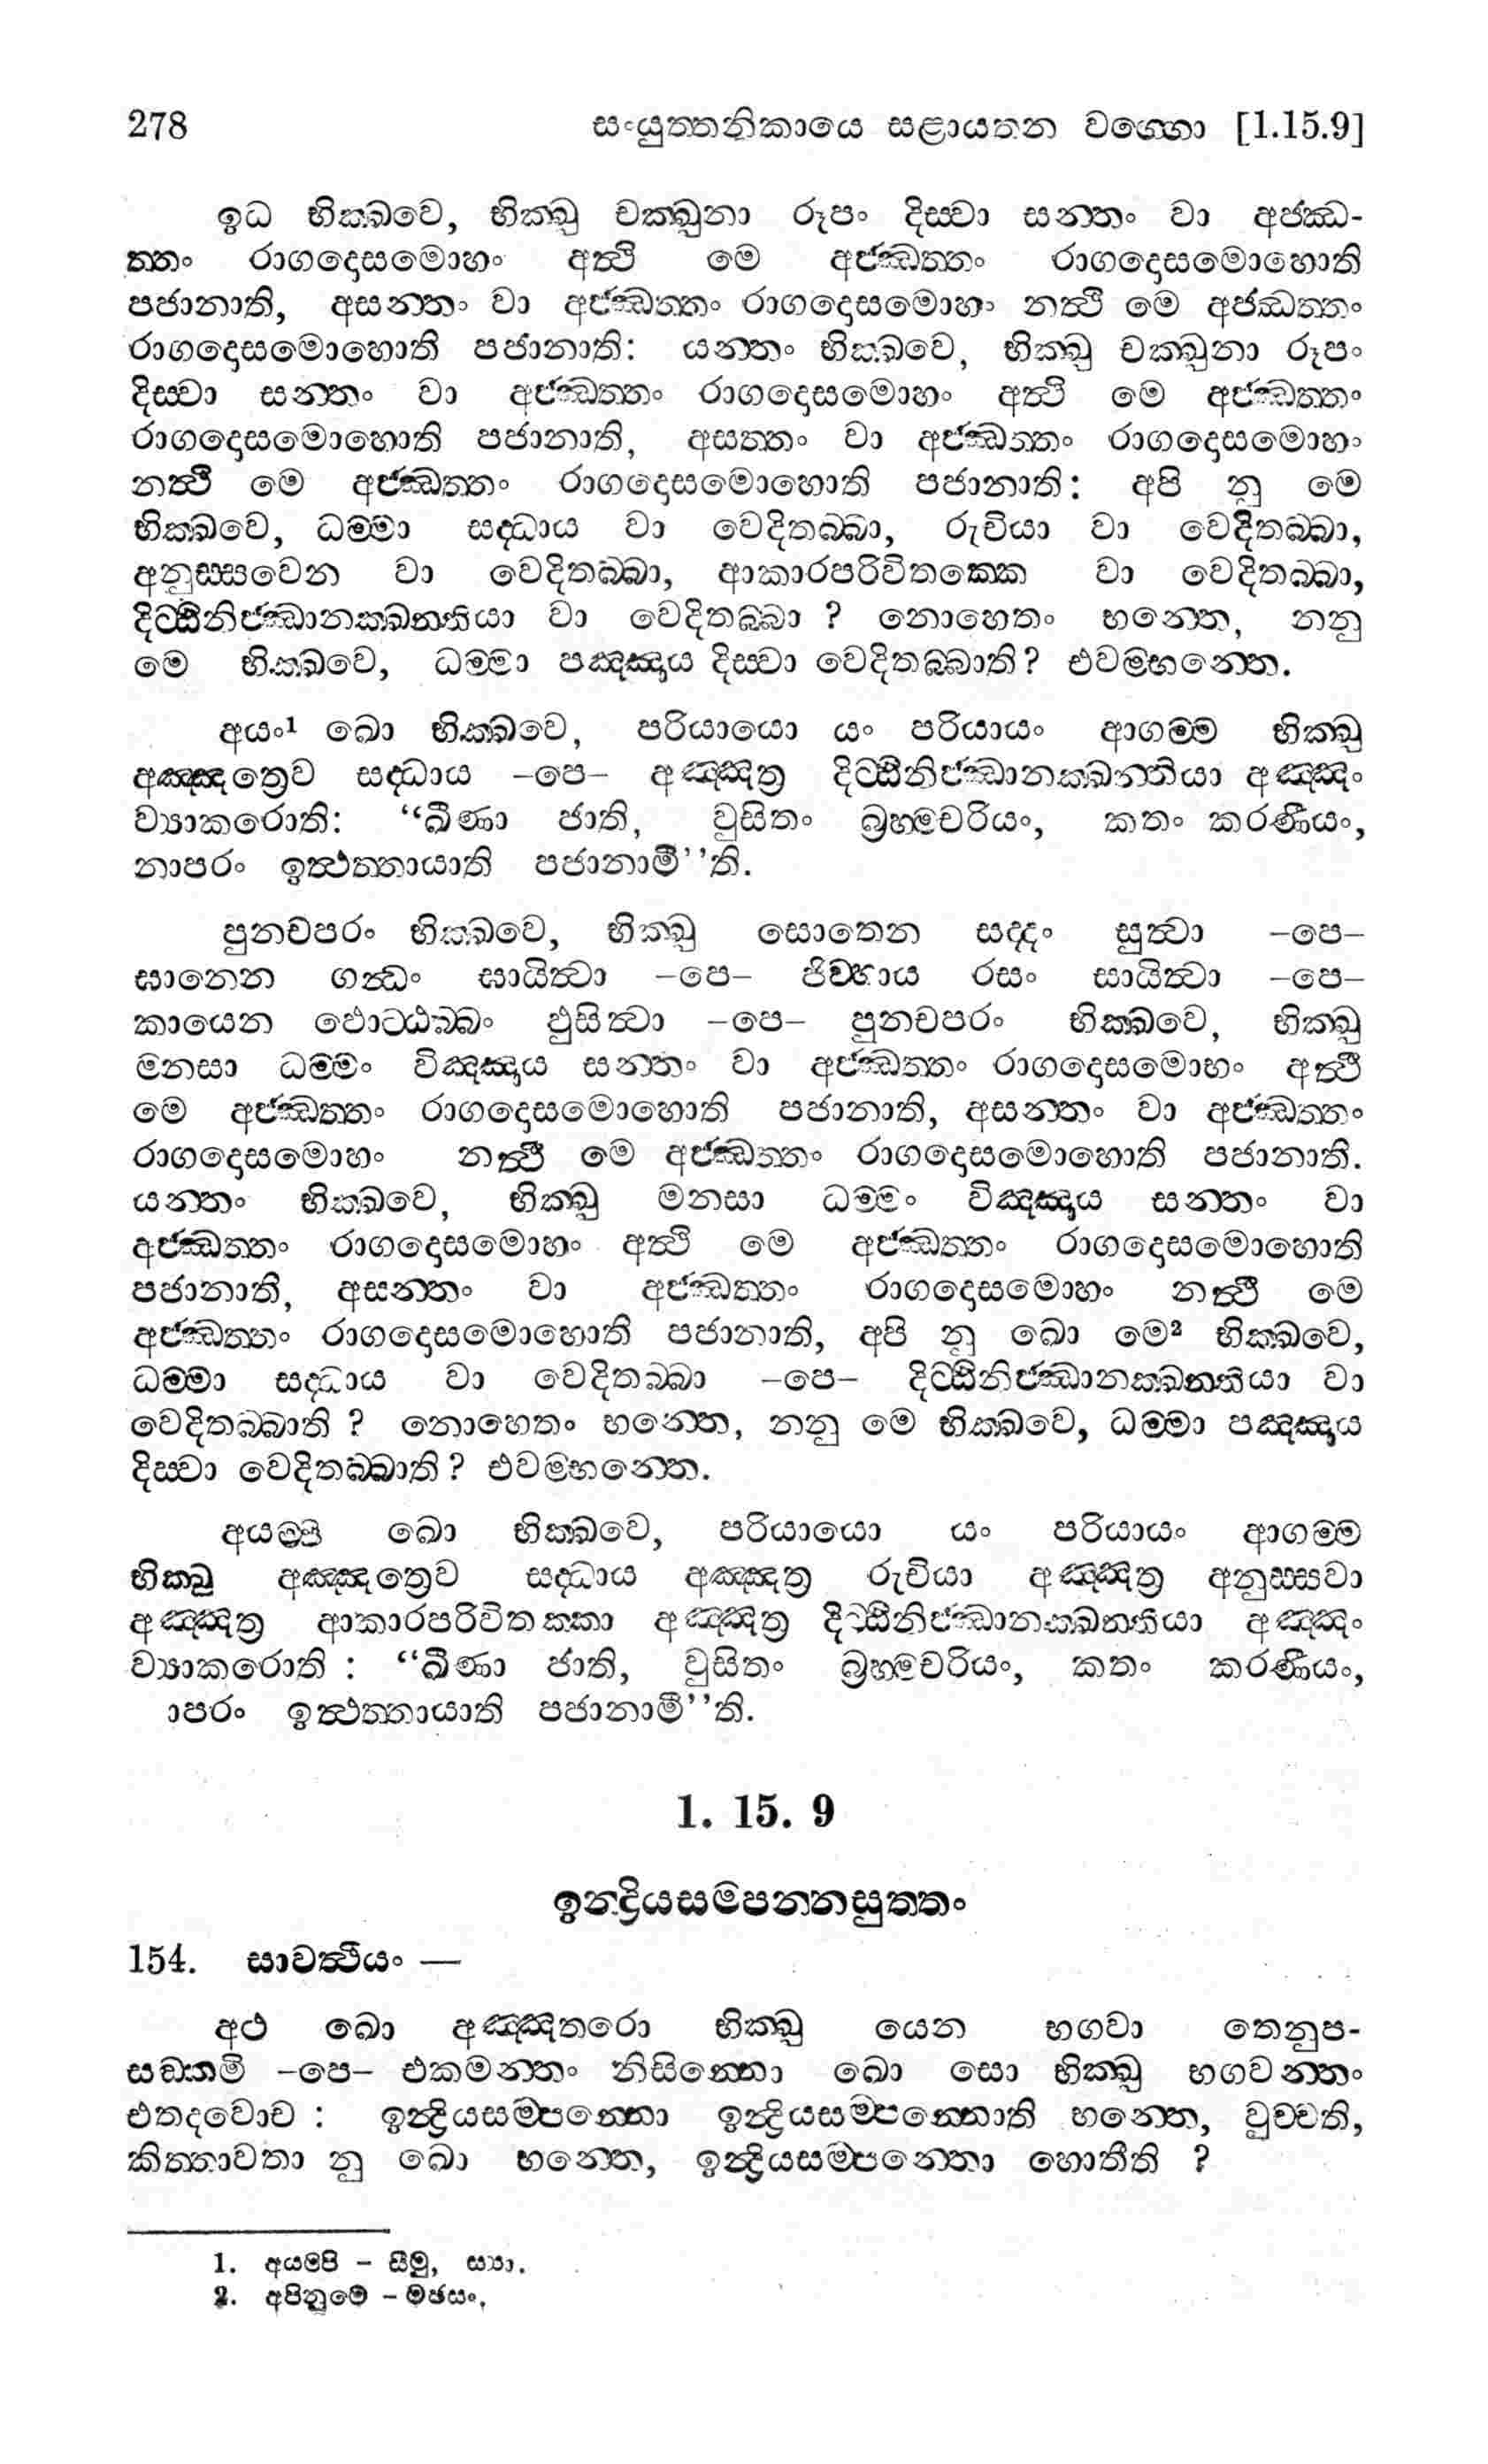 278 සංයුත්තනිකායෙ සළායතන වග්ගො [1.15.9]
ඉධ භික්ඛවෙ, භික්ඛු චක්ඛුනා රූපං දිස්වා සන්තං වා අජ්ඣ-
ත්තං රාගදොසමොහං අත්ථි මෙ අජ්ඣත්තං රාගදොසමොහොති
පජානාති, අසන්තං වා අජ්ඣත්තං රාගදොසමොහං නත්ථි මෙ අජ්ඣත්තං
රාගදොසමොහොති පජානාති: යන්තං භික්ඛවෙ, භික්ඛු චක්ඛුනා රූපං
දිස්වා සන්තං වා අජ්ඣත්තං රාගදොසමොහං අත්ථි මෙ අජ්ඣත්තං
රාගදොසමොහොති පජානාති, අසත්තං වා අජ්ඣත්තං රාගදොසමොහං
නත්ථි මෙ අජ්ඣත්තං රාගදොසමොහොති පජානාති: අපි නු මෙ
භික්ඛවෙ, ධම්මා සද්ධාය වා වෙදිතබ්බා, රුචියා වා වෙදිතබ්බා,
අනුස්සවෙන වා වෙදිතබ්බා, ආකාරපරිවිතක්කෙ වා වෙදිතබ්බා,
දිට්ඨිනිජ්ඣානක්ඛන්තියා වා වෙදිතබ්බා ? නොහෙතං භන්තෙ, නනු
මෙ භික්ඛවෙ, ධම්මා පඤ්ඤාය දිස්වා වෙදිතබ්බාති? එවම්භන්තෙ.
අයං¹ ඛො භික්ඛවෙ, පරියායො යං පරියායං ආගම්ම භික්ඛු
අඤ්ඤත්‍රෙව සද්ධාය –පෙ– අඤ්ඤත්‍ර දිට්ඨිනිජ්ඣානක්ඛන්තියා අඤ්ඤං
ව්‍යාකරොති: “ඛීණා ජාති, වුසිතං බ්‍රහ්මචරියං, කතං කරණීයං,
නාපරං ඉත්ථත්තායාති පජානාමී’’ති.
පුනචපරං භික්ඛවෙ, භික්ඛු සොතෙන සද්දං සුත්වා –පෙ–
ඝානෙන ගන්ධං ඝායිත්වා –පෙ– ජිව්හාය රසං සායිත්වා –පෙ–
කායෙන ඵොට්ඨබ්බං ඵුසිත්වා –පෙ– පුනචපරං භික්ඛවෙ, භික්ඛු
මනසා ධම්මං විඤ්ඤාය සන්තං වා අජ්ඣත්තං රාගදොසමොහං අත්ථි
මෙ අජ්ඣත්තං රාගදොසමොහොති පජානාති, අසන්තං වා අජ්ඣත්තං
රාගදොසමොහං නත්ථි මෙ අජ්ඣත්තං රාගදොසමොහොති පජානාති.
යන්තං භික්ඛවෙ, භික්ඛු මනසා ධම්මං විඤ්ඤාය සන්තං වා
අජ්ඣත්තං රාගදොසමොහං අත්ථි මෙ අජ්ඣත්තං රාගදොසමොහොති
පජානාති, අසන්තං වා අජ්ඣත්තං රාගදොසමොහං නත්ථි මෙ
අජ්ඣත්තං රාගදොසමොහොති පජානාති, අපි නු ඛො මෙ² භික්ඛවෙ,
ධම්මා සද්ධාය වා වෙදිතබ්බා –පෙ– දිට්ඨිනිජ්ඣානක්ඛන්තියා වා
වෙදිතබ්බාති ? නොහෙතං භන්තෙ, නනු මෙ භික්ඛවෙ, ධම්මා පඤ්ඤාය
දිස්වා වෙදිතබ්බාති? එවම්භන්තෙ.
අයම්පි ඛො භික්ඛවෙ, පරියායො යං පරියායං ආගම්ම
භික්ඛු අඤ්ඤත්‍රෙව සද්ධාය අඤ්ඤත්‍ර රුචියා අඤ්ඤත්‍ර අනුස්සවා
අඤ්ඤත්‍ර ආකාරපරිවිතක්කා අඤ්ඤත්‍ර දිට්ඨිනිජ්ඣානක්ඛන්තියා අඤ්ඤං
ව්‍යාකරොති : “ඛීණා ජාති, වුසිතං බ්‍රහ්මචරියං, කතං කරණීයං,
ාපරං ඉත්ථත්තායාති පජානාමී’’ති.
1. 15. 9
ඉන්ද්‍රියසම්පන්නසුත්තං
154. සාවත්ථියං —
අථ ඛො අඤ්ඤතරො භික්ඛු යෙන භගවා තෙනුප-
සඞ්කමි –පෙ– එකමන්තං නිසින්නො ඛො සො භික්ඛු භගවන්තං
එතදවොච : ඉන්ද්‍රියසම්පන්නො ඉන්ද්‍රියසම්පන්නොති භන්තෙ, වුච්චති,
කිත්තාවතා නු ඛො භන්තෙ, ඉන්ද්‍රියසම්පන්නො හොතීති ?
1. අයම්පි – සීමු, ස්‍යා.
2. අපිනුමේ – මඡසං.